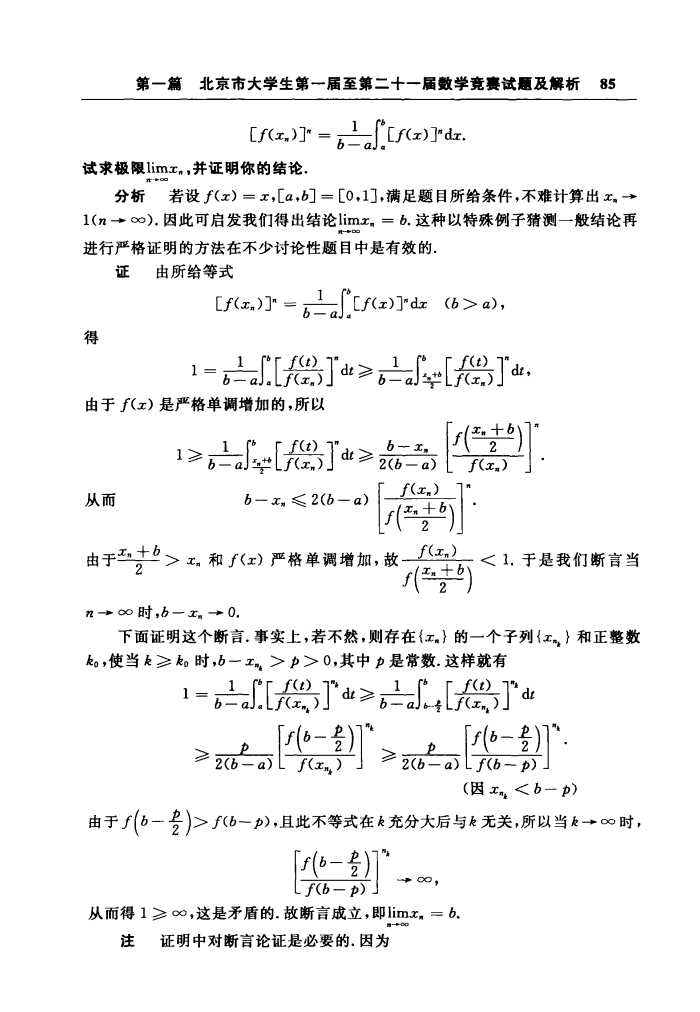 第一篇 北京市大学生第一届至第二十一届数学竞赛试题及解析 85
$[f(x_n)]^n = \frac{1}{b-a}\int_a^b [f(x)]^n dx.$
试求极限$\lim_{n\to\infty} x_n$,并证明你的结论.
分析 若设 $f(x)=x,[a,b]=[0,1]$,满足题目所给条件,不难计算出 $x_n \to$
$1(n\to\infty)$.因此可启发我们得出结论$\lim_{n\to\infty} x_n = b$.这种以特殊例子猜测一般结论再
进行严格证明的方法在不少讨论性题目中是有效的.
证 由所给等式
$[f(x_n)]^n = \frac{1}{b-a}\int_a^b [f(x)]^n dx \quad (b>a),$
得
$1 = \frac{1}{b-a}\int_a^b \left[\frac{f(t)}{f(x_n)}\right]^n dt \geqslant \frac{1}{b-a}\int_{\frac{x_n+b}{2}}^b \left[\frac{f(t)}{f(x_n)}\right]^n dt,$
由于 $f(x)$ 是严格单调增加的,所以
$1 \geqslant \frac{1}{b-a}\int_{\frac{x_n+b}{2}}^b \left[\frac{f(t)}{f(x_n)}\right]^n dt \geqslant \frac{b-x_n}{2(b-a)}\left[\frac{f\left(\frac{x_n+b}{2}\right)}{f(x_n)}\right]^n.$
从而 $b-x_n \leqslant 2(b-a)\left[\frac{f(x_n)}{f\left(\frac{x_n+b}{2}\right)}\right]^n.$
由于$\frac{x_n+b}{2} > x_n$ 和 $f(x)$ 严格单调增加,故$\frac{f(x_n)}{f\left(\frac{x_n+b}{2}\right)} < 1$.于是我们断言当
$n\to\infty$ 时,$b-x_n \to 0$.
下面证明这个断言.事实上,若不然,则存在$\{x_n\}$ 的一个子列$\{x_{n_k}\}$ 和正整数
$k_0$,使当 $k\geqslant k_0$ 时,$b-x_{n_k} > p > 0$,其中 $p$ 是常数.这样就有
$1 = \frac{1}{b-a}\int_a^b \left[\frac{f(t)}{f(x_{n_k})}\right]^{n_k} dt \geqslant \frac{1}{b-a}\int_{b-\frac{p}{2}}^b \left[\frac{f(t)}{f(x_{n_k})}\right]^{n_k} dt$
$\geqslant \frac{p}{2(b-a)}\left[\frac{f\left(b-\frac{p}{2}\right)}{f(x_{n_k})}\right]^{n_k} \geqslant \frac{p}{2(b-a)}\left[\frac{f\left(b-\frac{p}{2}\right)}{f(b-p)}\right]^{n_k}.$
(因 $x_{n_k} < b-p$)
由于 $f\left(b-\frac{p}{2}\right) > f(b-p)$,且此不等式在 $k$ 充分大后与 $k$ 无关,所以当 $k\to\infty$ 时,
$\left[\frac{f\left(b-\frac{p}{2}\right)}{f(b-p)}\right]^{n_k} \to \infty,$
从而得 $1\geqslant\infty$,这是矛盾的.故断言成立,即$\lim_{n\to\infty} x_n = b$.
注 证明中对断言论证是必要的.因为